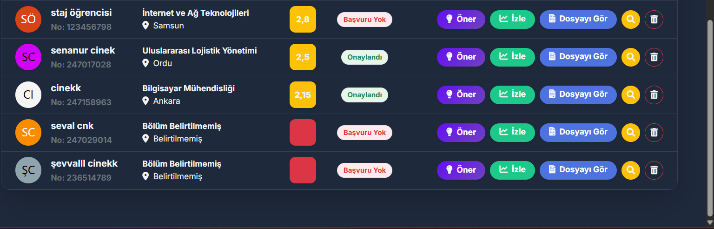 SÖ staj öğrencisi İnternet ve Ağ Teknolojileri 2,8 Başvuru Yok Öner İzle Dosyayı Gör
No: 123456798 Samsun
SC senanur cinek Uluslararası Lojistik Yönetimi 2,5 Onaylandı Öner İzle Dosyayı Gör
No: 247017028 Ordu
CI cinekk Bilgisayar Mühendisliği 2,15 Onaylandı Öner İzle Dosyayı Gör
No: 247158963 Ankara
SC seval cnk Bölüm Belirtilmemiş Başvuru Yok Öner İzle Dosyayı Gör
No: 247029014 Belirtilmemiş
ŞC şevvalll cinekk Bölüm Belirtilmemiş Başvuru Yok Öner İzle Dosyayı Gör
No: 236514789 Belirtilmemiş